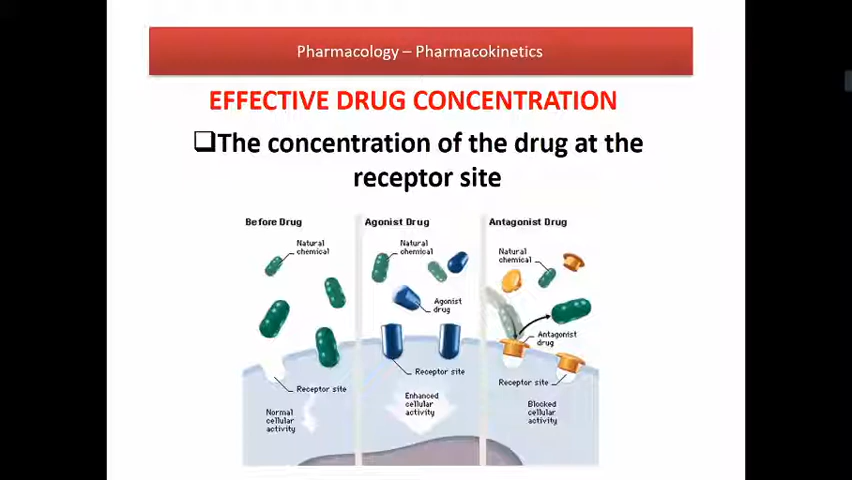 Pharmacology – Pharmacokinetics
EFFECTIVE DRUG CONCENTRATION
❑The concentration of the drug at the
receptor site
Before Drug
Natural
chemical
Receptor site
Normal
cellular
activity
Agonist Drug
Natural
chemical
Agonist
drug
Receptor site
Enhanced
cellular
activity
Antagonist Drug
Natural
chemical
Antagonist
drug
Receptor site
Blocked
cellular
activity